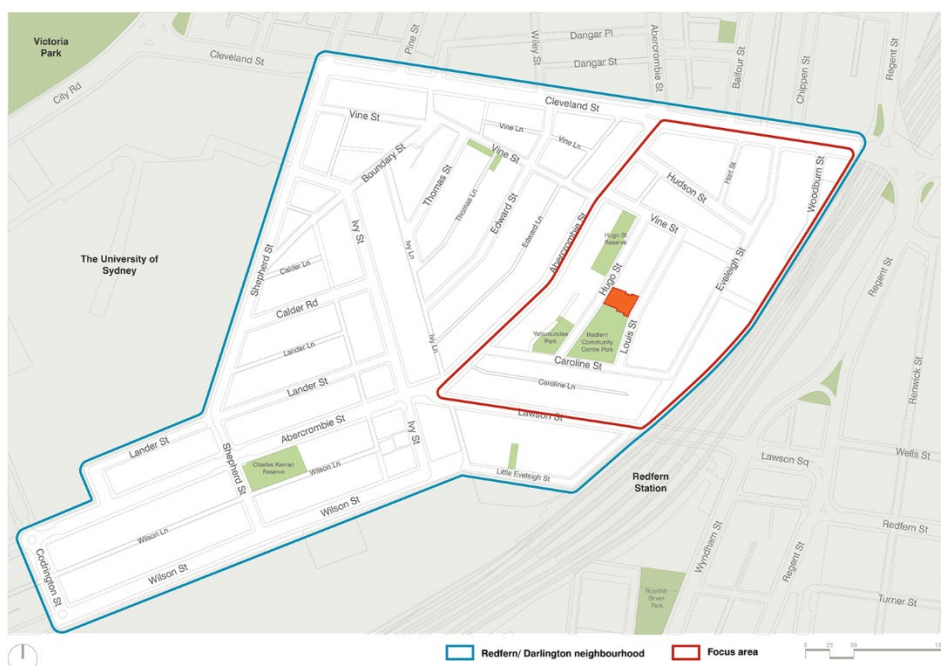 Victoria
Park
City Rd
Cleveland St
Pine St
Wiley St
Dangar Pl
Dangar St
Abercrombie St
Balfour St
Chippen St
Regent St
Cleveland St
Vine St
Boundary St
Vine Ln
Vine St
Vine Ln
Thomas St
Thomas Ln
Edward St
Edward Ln
Abercrombie St
Hudson St
Hart St
Woodburn St
Vine St
Hugo St
Reserve
Hugo St
Eveleigh St
Louis St
Regent St
The University of
Sydney
Shepherd St
Ivy St
Ivy Ln
Calder Ln
Calder Rd
Lander Ln
Ivy Ln
Yellomundee
Park
Redfern
Community
Centre Park
Caroline St
Caroline Ln
Lander St
Lawson St
Renwick St
Lander St
Abercrombie St
Ivy St
Shepherd St
Charles Kernan
Reserve
Wilson Ln
Little Eveleigh St
Redfern
Station
Lawson Sq
Wells St
Wilson St
Wilson Ln
Wilson St
Codrington St
Wyndham St
Regent St
Redfern St
Turner St
Street
Park
Redfern/ Darlington neighbourhood
Focus area
0 25 50